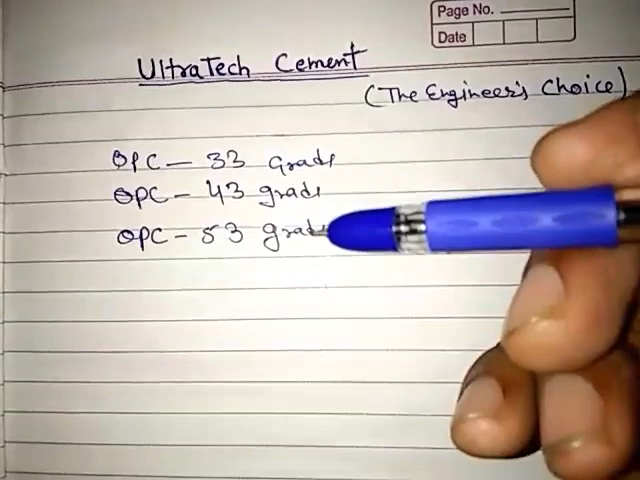 Page No.
Date
UltraTech Cement
(The Engineer's Choice)
OPC - 33 Grade
OPC - 43 grade
OPC - 53 grade